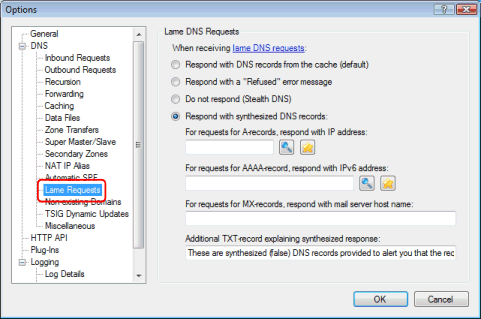 Options
General
DNS
Inbound Requests
Outbound Requests
Recursion
Forwarding
Caching
Data Files
Zone Transfers
Super Master/Slave
Secondary Zones
NAT IP Alias
Automatic SPF
Lame Requests
Non-existing Domains
TSIG Dynamic Updates
Miscellaneous
HTTP API
Plug-Ins
Logging
Log Details
Lame DNS Requests
When receiving lame DNS requests:
Respond with DNS records from the cache (default)
Respond with a "Refused" error message
Do not respond (Stealth DNS)
Respond with synthesized DNS records:
For requests for A-records, respond with IP address:
For requests for AAAA-record, respond with IPv6 address:
For requests for MX-records, respond with mail server host name:
Additional TXT-record explaining synthesized response:
These are synthesized (false) DNS records provided to alert you that the rec
OK
Cancel